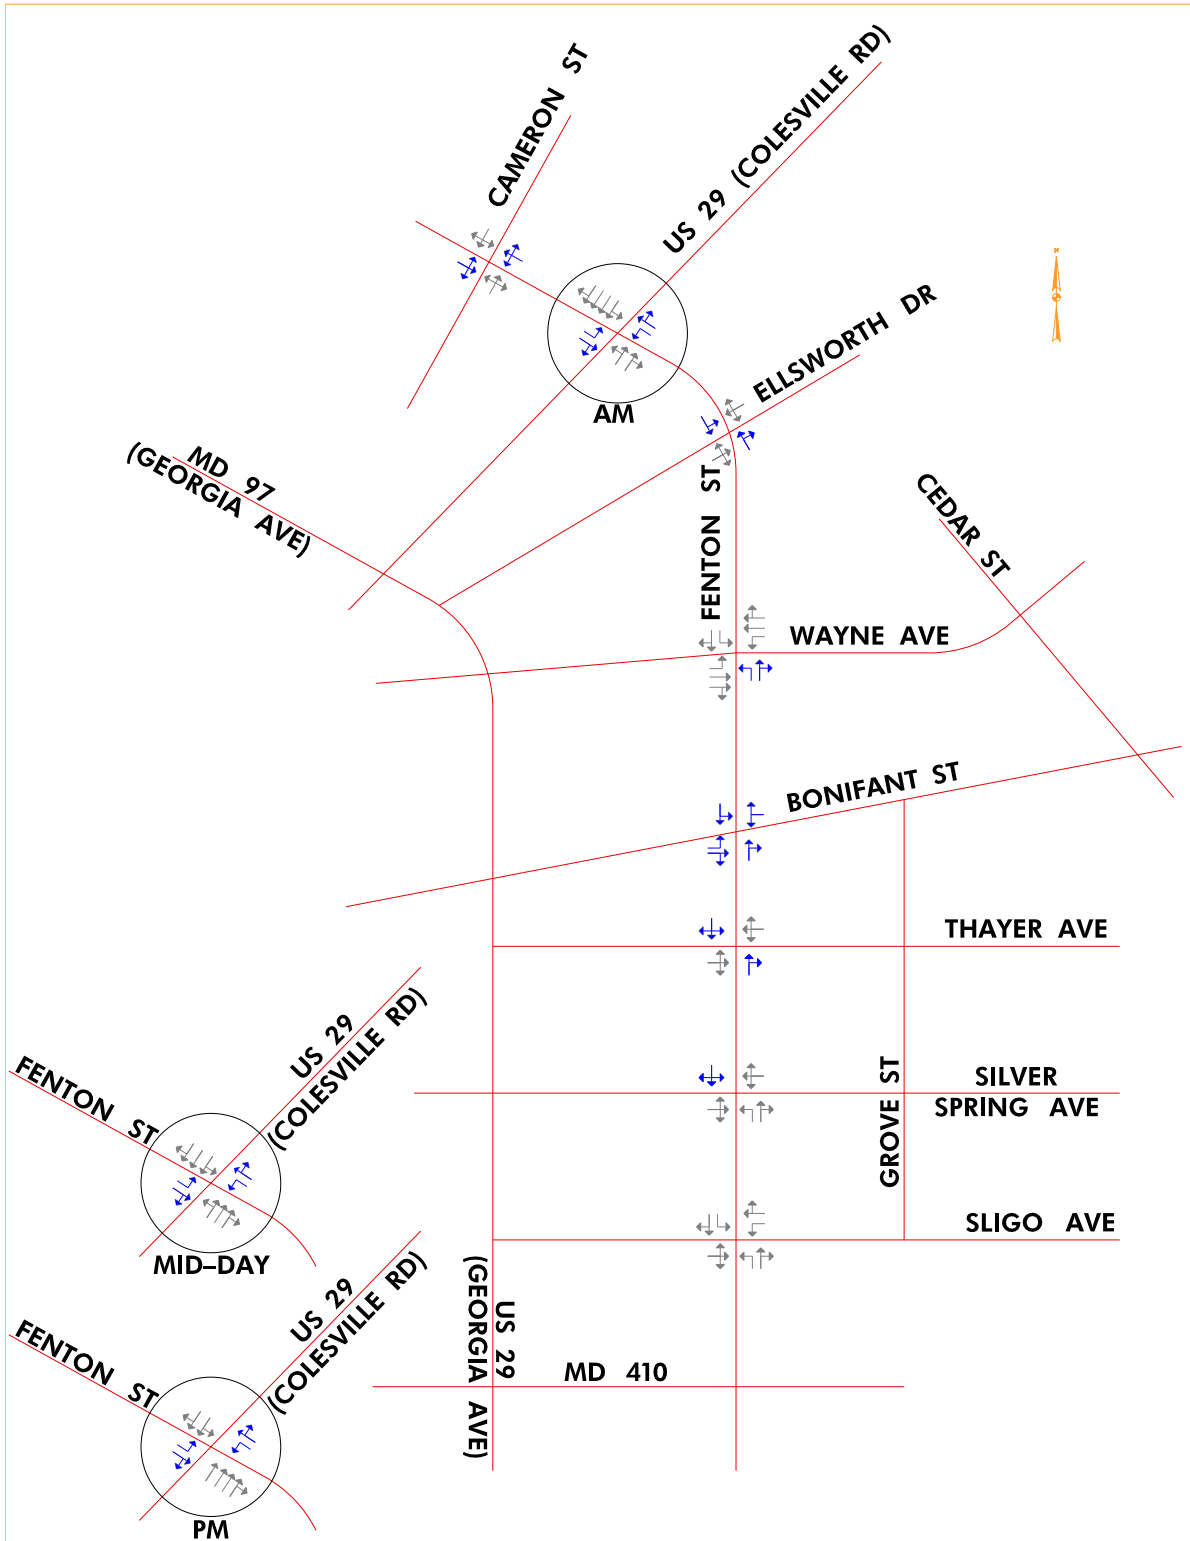 CAMERON ST
US 29 (COLESVILLE RD)
ELLSWORTH DR
AM
MD 97
(GEORGIA AVE)
FENTON ST
CEDAR ST
WAYNE AVE
BONIFANT ST
THAYER AVE
US 29
(COLESVILLE RD)
FENTON ST
MID-DAY
GROVE ST
SILVER
SPRING AVE
SLIGO AVE
US 29
(COLESVILLE RD)
FENTON ST
PM
US 29
(GEORGIA AVE)
MD 410